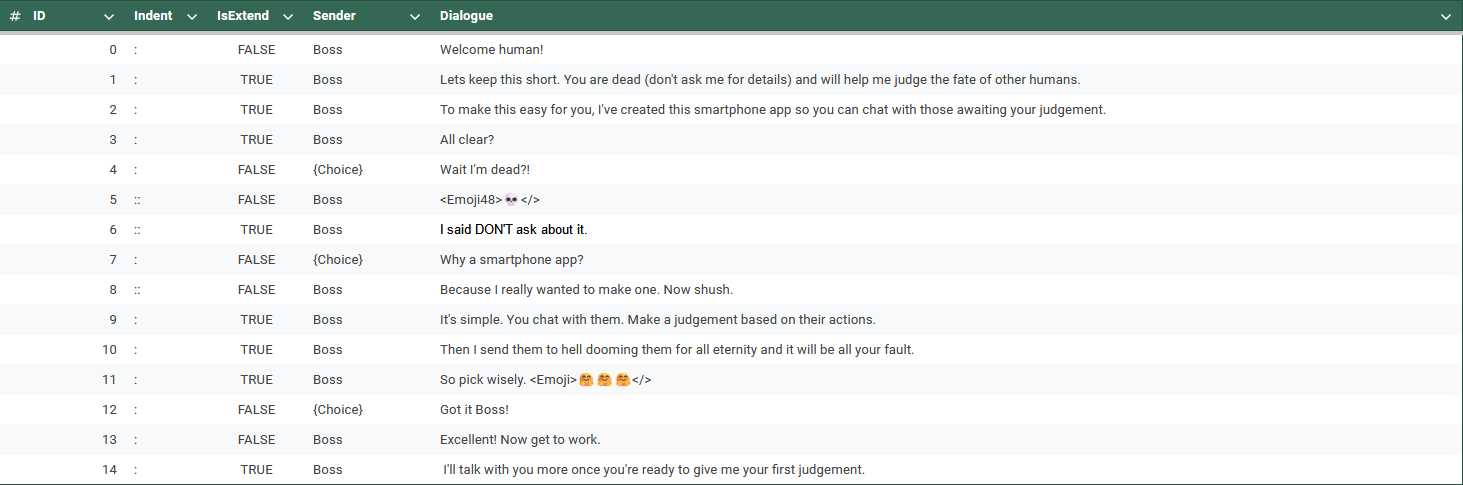 # ID Indent IsExtend Sender Dialogue
0 : FALSE Boss Welcome human!
1 : TRUE Boss Lets keep this short. You are dead (don't ask me for details) and will help me judge the fate of other humans.
2 : TRUE Boss To make this easy for you, I've created this smartphone app so you can chat with those awaiting your judgement.
3 : TRUE Boss All clear?
4 : FALSE {Choice} Wait I'm dead?!
5 :: FALSE Boss <Emoji48>💀</>
6 :: TRUE Boss I said DON'T ask about it.
7 : FALSE {Choice} Why a smartphone app?
8 :: FALSE Boss Because I really wanted to make one. Now shush.
9 : TRUE Boss It's simple. You chat with them. Make a judgement based on their actions.
10 : TRUE Boss Then I send them to hell dooming them for all eternity and it will be all your fault.
11 : TRUE Boss So pick wisely. <Emoji>🤗 🤗 🤗</>
12 : FALSE {Choice} Got it Boss!
13 : FALSE Boss Excellent! Now get to work.
14 : TRUE Boss I'll talk with you more once you're ready to give me your first judgement.